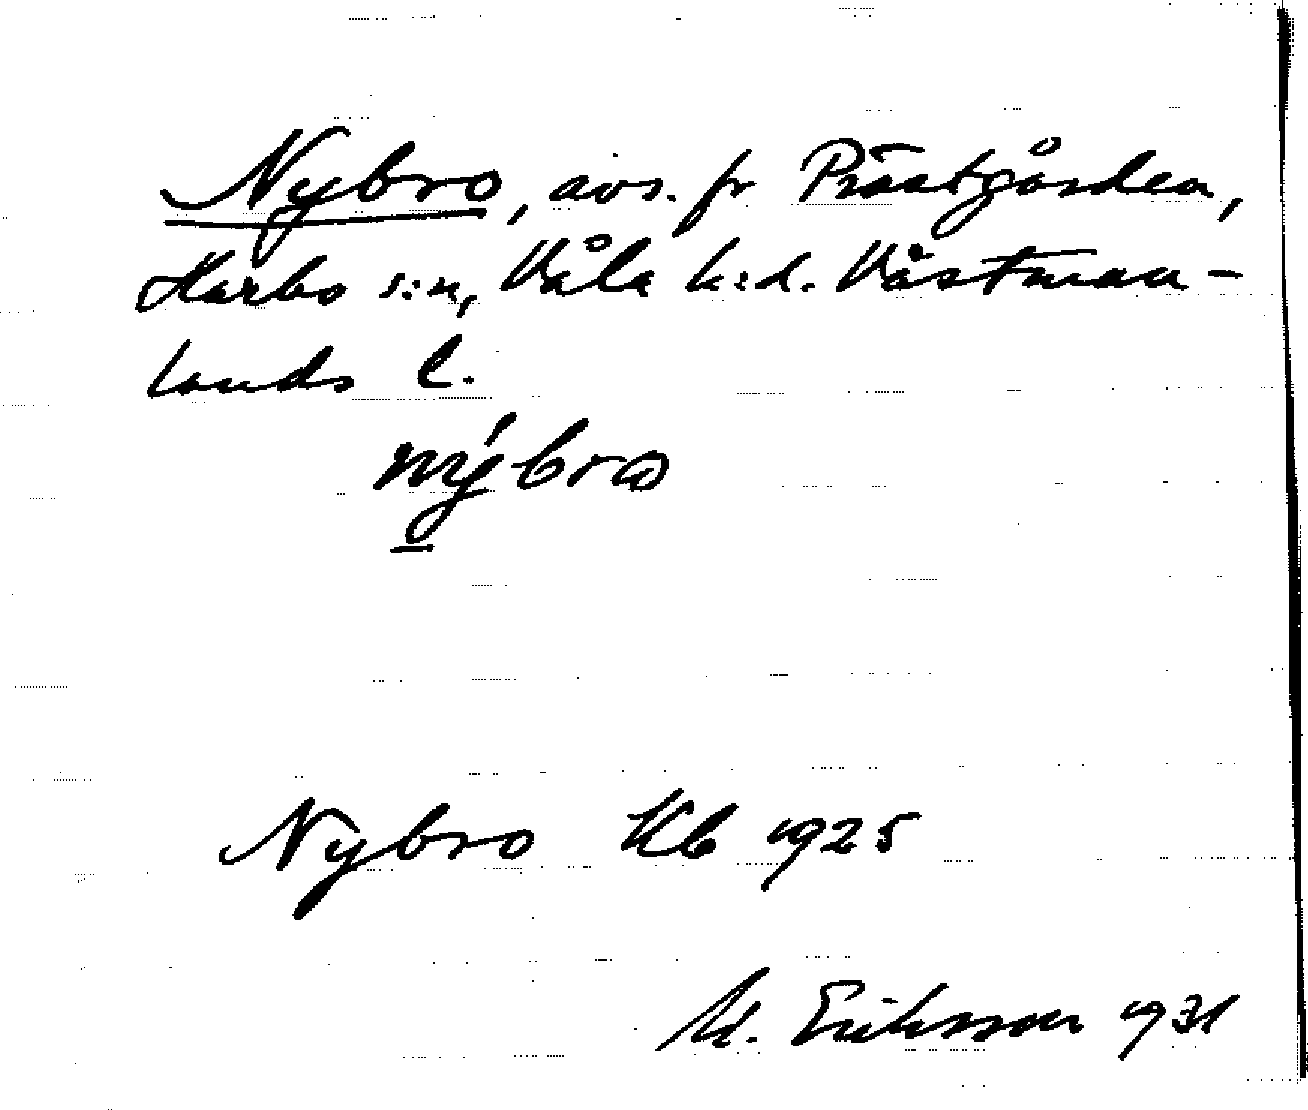 Nybro, avs. fr Prästgården,
Harbo s:n, Våla h:d. Västman-
lands l.
nýbro
Nybro Kb 1925
M. Eriksson 1931